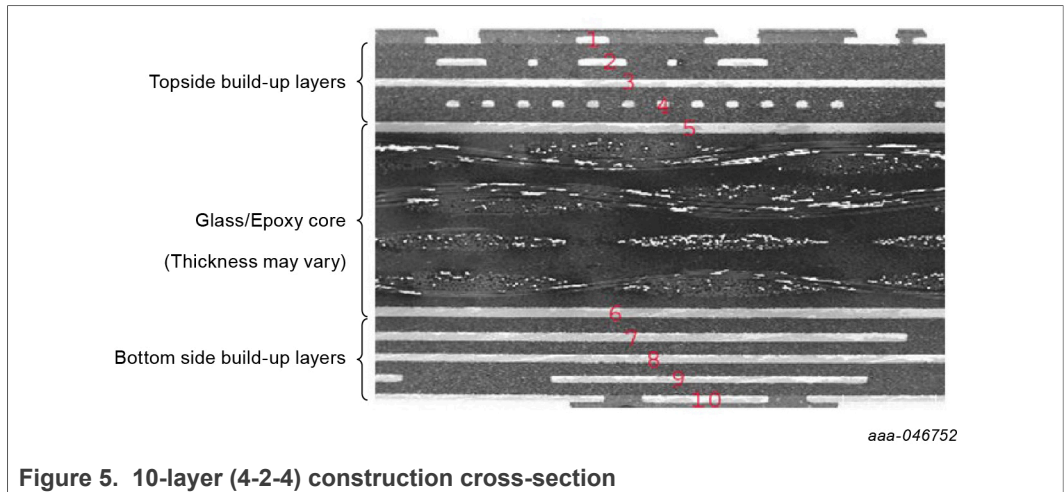 1
2
Topside build-up layers
3
4
5
Glass/Epoxy core
(Thickness may vary)
6
7
Bottom side build-up layers
8
9
10
aaa-046752
Figure 5. 10-layer (4-2-4) construction cross-section